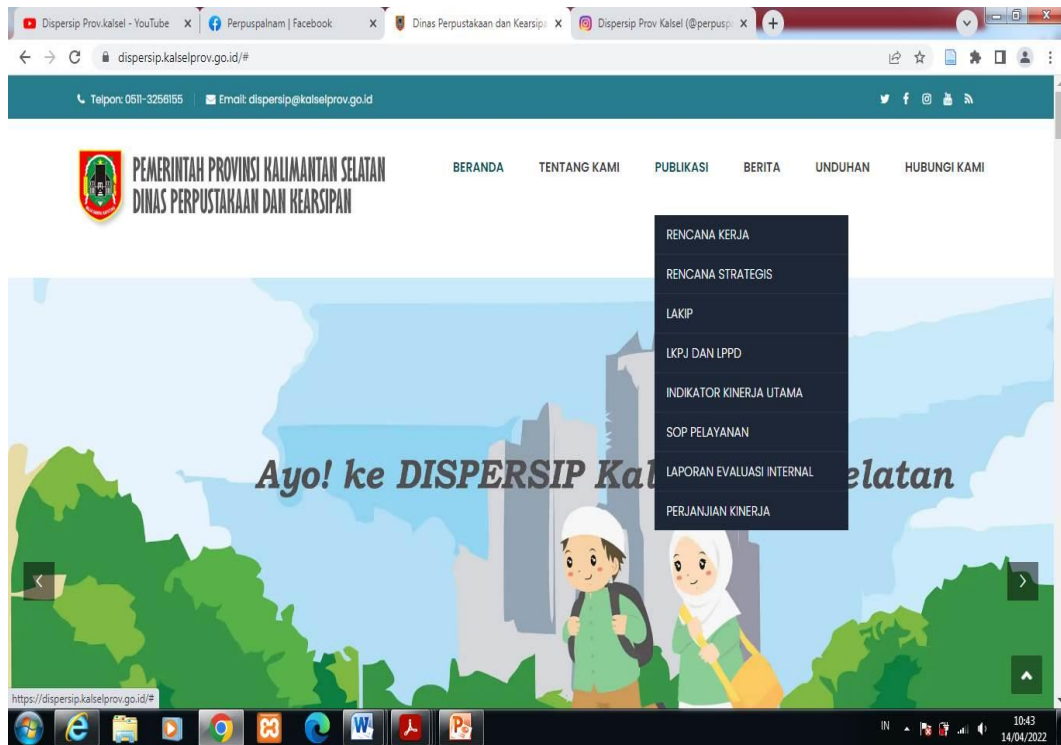 Dispersip Prov.kalsel - YouTube
Perpuspalnam | Facebook
Dinas Perpustakaan dan Kearsip
Dispersip Prov Kalsel (@perpusp
dispersip.kalselprov.go.id/#
Telpon: 0511-3256155
Email: dispersip@kalselprov.go.id
PEMERINTAH PROVINSI KALIMANTAN SELATAN
DINAS PERPUSTAKAAN DAN KEARSIPAN
BERANDA
TENTANG KAMI
PUBLIKASI
BERITA
UNDUHAN
HUBUNGI KAMI
RENCANA KERJA
RENCANA STRATEGIS
LAKIP
LKPJ DAN LPPD
INDIKATOR KINERJA UTAMA
SOP PELAYANAN
LAPORAN EVALUASI INTERNAL
PERJANJIAN KINERJA
Ayo! ke DISPERSIP Kal elatan
https://dispersip.kalselprov.go.id/#
IN
10:43
14/04/2022